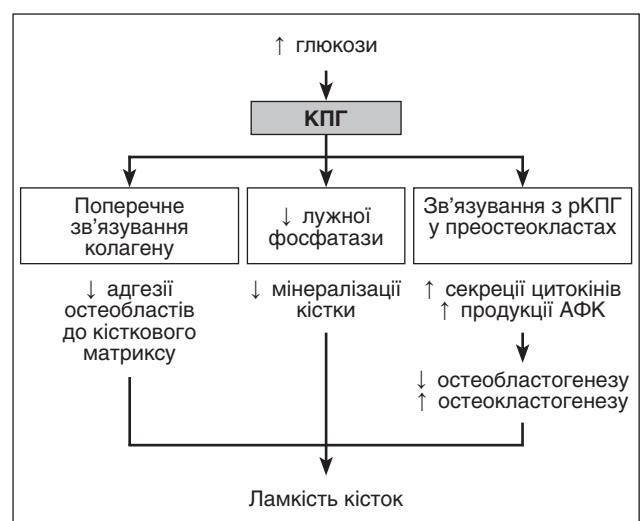 ↑ глюкози
КПГ
Поперечне
зв'язування
колагену
↓ лужної
фосфатази
Зв'язування з рКПГ
у преостеокластах
↓ адгезії
остеобластів
до кісткового
матриксу
↓ мінералізації
кістки
↑ секреції цитокінів
↑ продукції АФК
↓ остеобластогенезу
↑ остеокластогенезу
Ламкість кісток